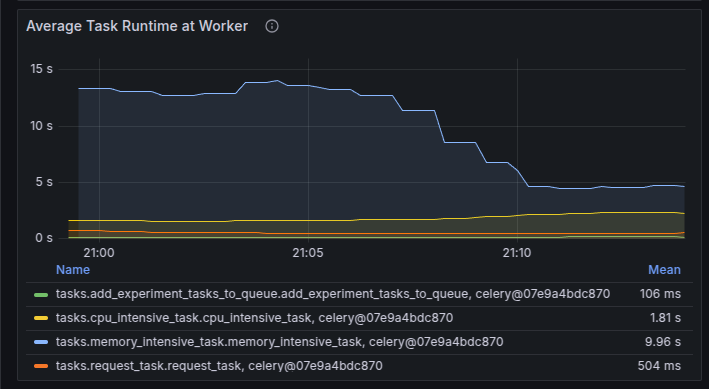 Average Task Runtime at Worker
15 s
10 s
5 s
0 s
21:00 21:05 21:10
Name Mean
tasks.add_experiment_tasks_to_queue.add_experiment_tasks_to_queue, celery@07e9a4bdc870 106 ms
tasks.cpu_intensive_task.cpu_intensive_task, celery@07e9a4bdc870 1.81 s
tasks.memory_intensive_task.memory_intensive_task, celery@07e9a4bdc870 9.96 s
tasks.request_task.request_task, celery@07e9a4bdc870 504 ms